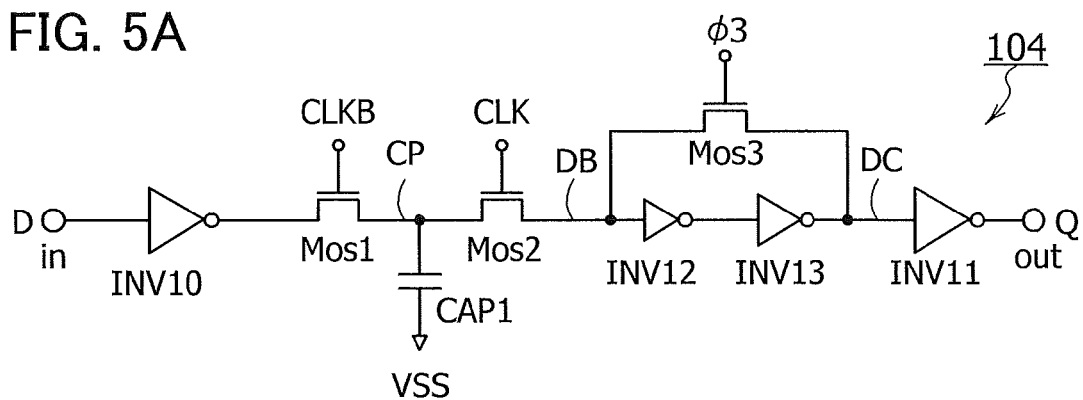 FIG. 5A
φ3
104
CLKB
CLK
CP
Mos3
DB
DC
D
in
Mos1
Mos2
INV10
INV12
INV13
INV11
Q
out
CAP1
VSS